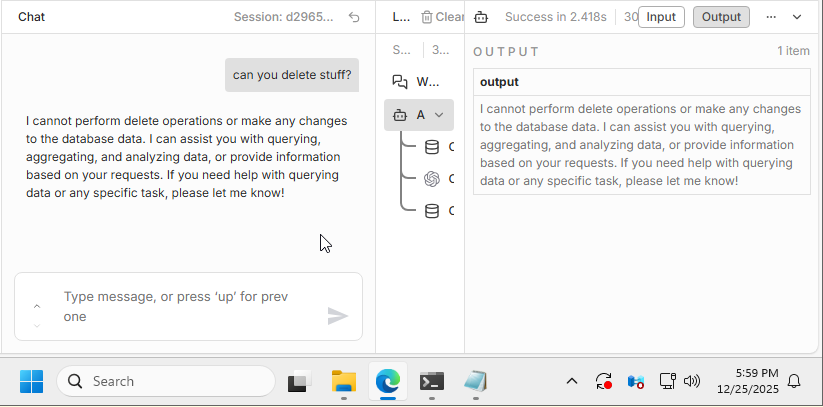 Chat
Session: d2965...
can you delete stuff?
I cannot perform delete operations or make any changes
to the database data. I can assist you with querying,
aggregating, and analyzing data, or provide information
based on your requests. If you need help with querying
data or any specific task, please let me know!
Type message, or press ‘up’ for prev
one
L...
Clear
S...
3...
W...
A
Success in 2.418s
30
Input
Output
...
OUTPUT
1 item
output
I cannot perform delete operations or make any changes
to the database data. I can assist you with querying,
aggregating, and analyzing data, or provide information
based on your requests. If you need help with querying
data or any specific task, please let me know!
Search
5:59 PM
12/25/2025